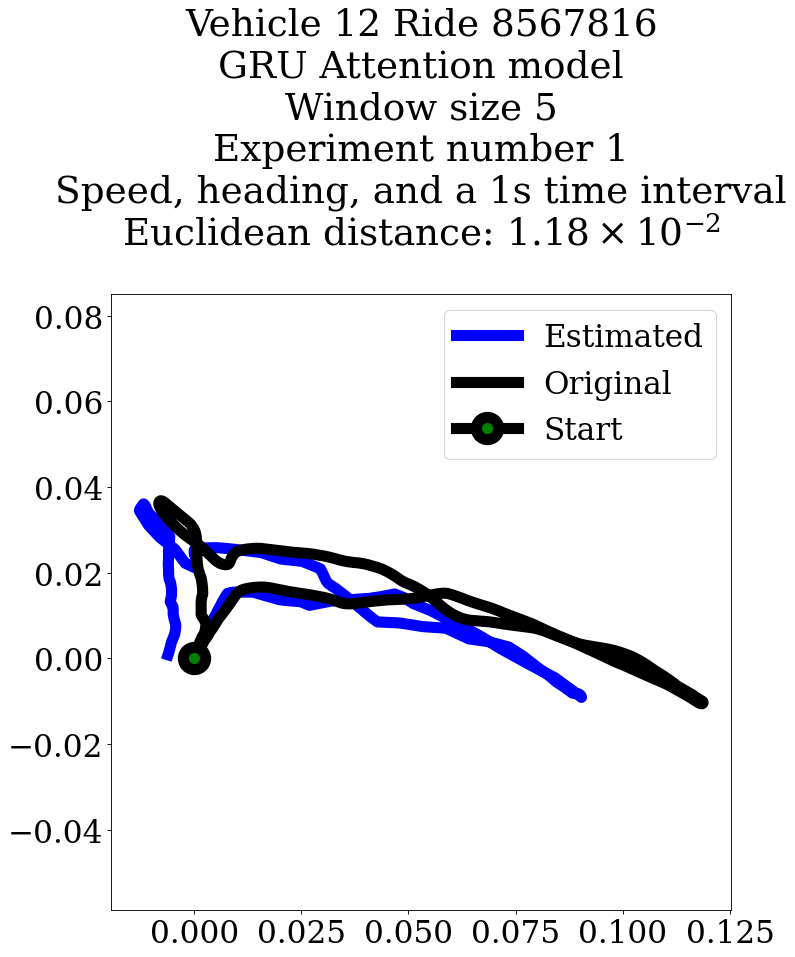 Vehicle 12 Ride 8567816
GRU Attention model
Window size 5
Experiment number 1
Speed, heading, and a 1s time interval
Euclidean distance: 1.18 × 10⁻²
Estimated
Original
Start
0.08
0.06
0.04
0.02
0.00
−0.02
−0.04
0.000 0.025 0.050 0.075 0.100 0.125